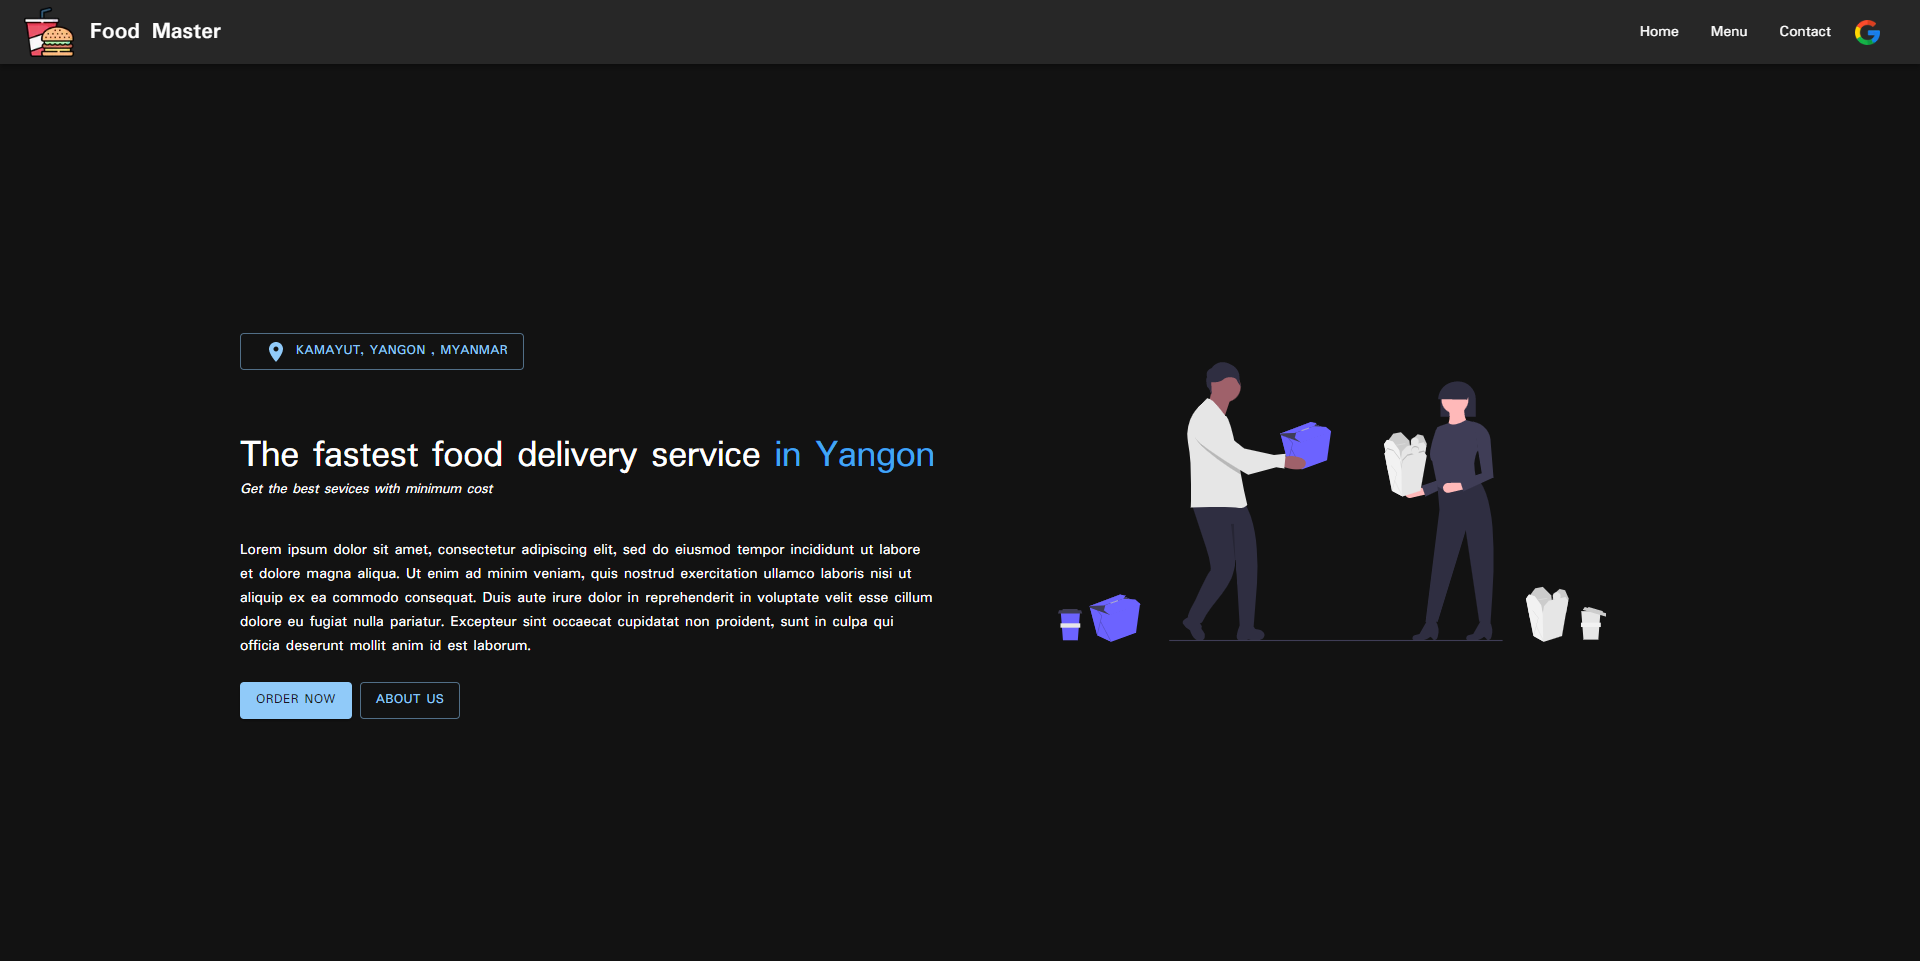 Food Master
Home Menu Contact
KAMAYUT, YANGON , MYANMAR
The fastest food delivery service in Yangon
Get the best sevices with minimum cost
Lorem ipsum dolor sit amet, consectetur adipiscing elit, sed do eiusmod tempor incididunt ut labore
et dolore magna aliqua. Ut enim ad minim veniam, quis nostrud exercitation ullamco laboris nisi ut
aliquip ex ea commodo consequat. Duis aute irure dolor in reprehenderit in voluptate velit esse cillum
dolore eu fugiat nulla pariatur. Excepteur sint occaecat cupidatat non proident, sunt in culpa qui
officia deserunt mollit anim id est laborum.
ORDER NOW ABOUT US